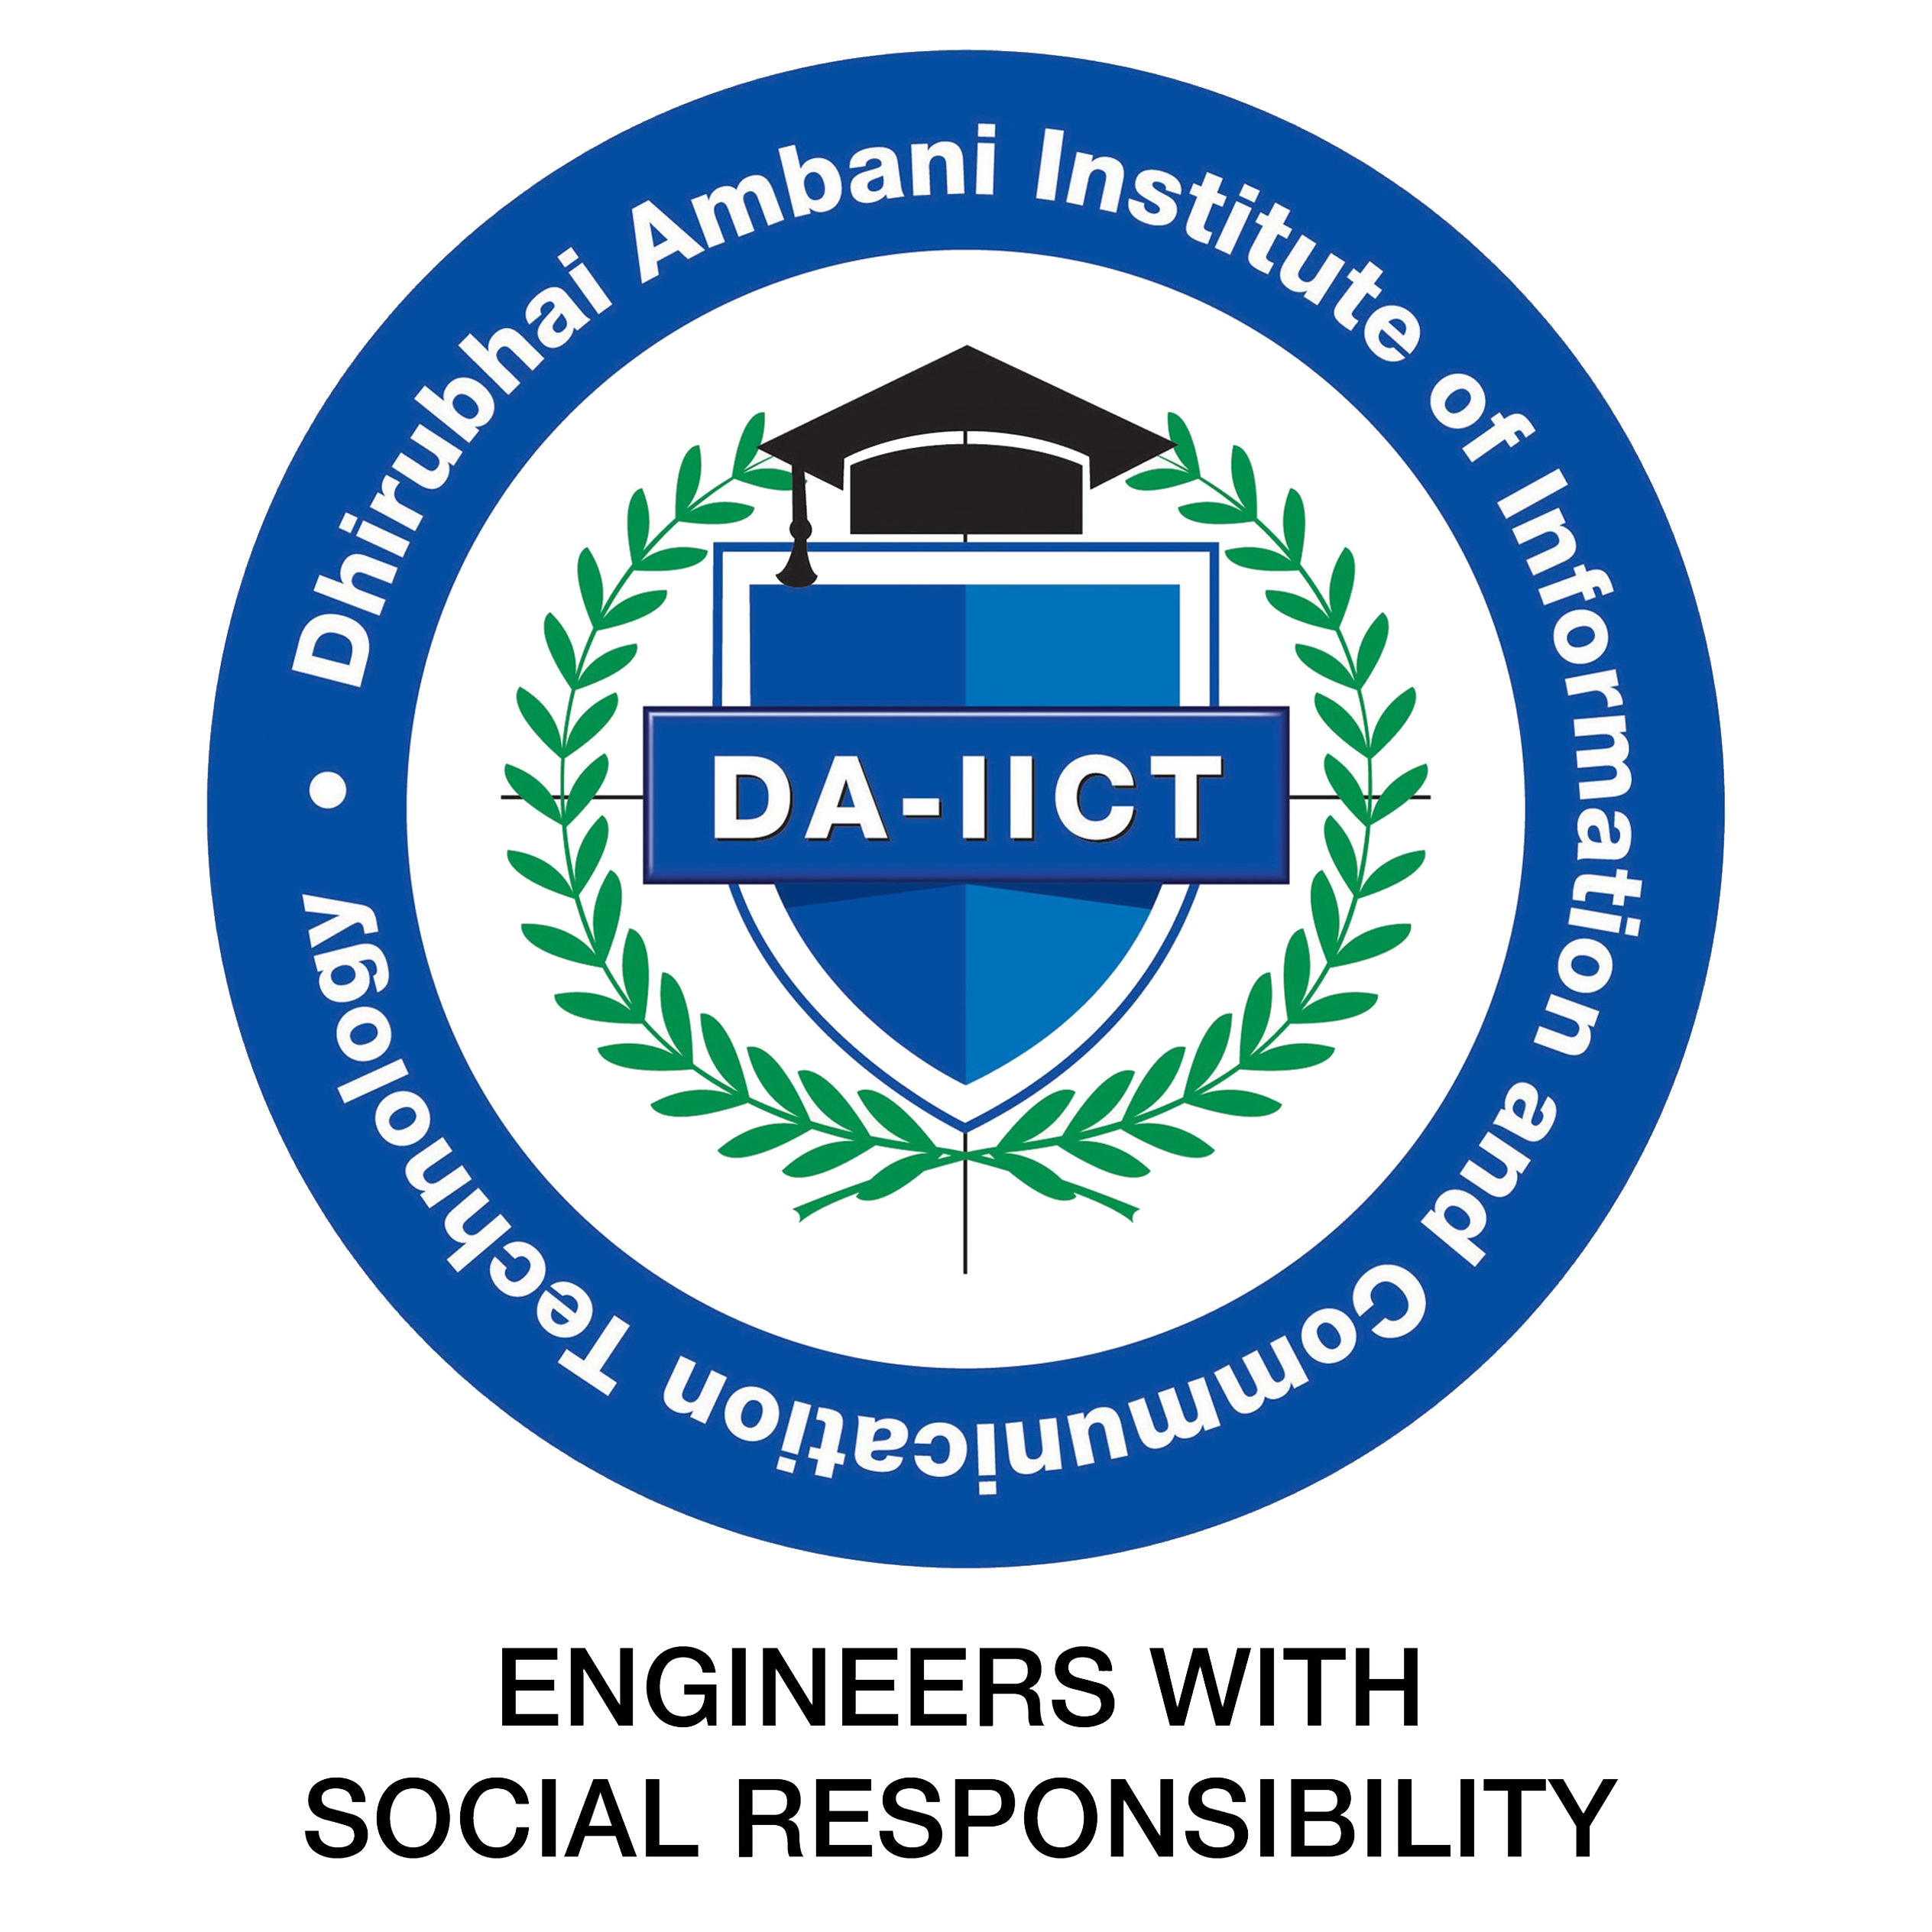 Dhirubhai Ambani Institute of Information and Communication Technology •
DA-IICT
ENGINEERS WITH
SOCIAL RESPONSIBILITY